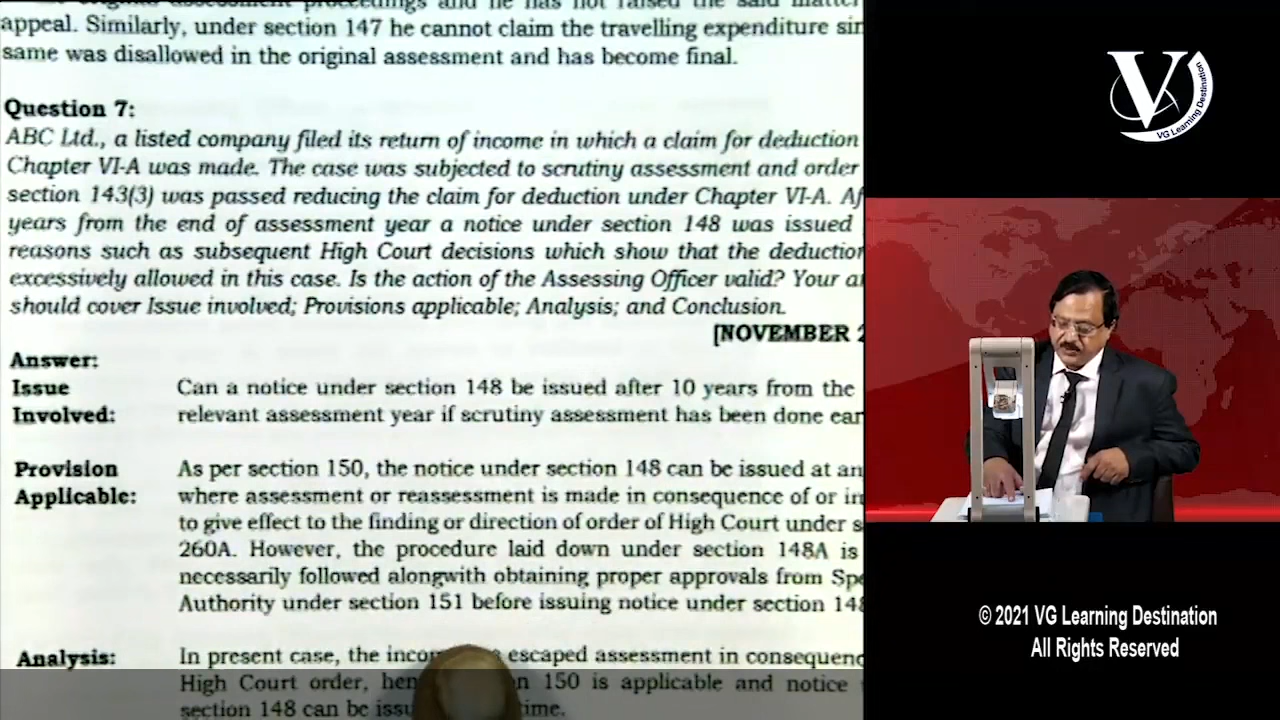 original assessment proceedings and he has not raised the said matter
appeal. Similarly, under section 147 he cannot claim the travelling expenditure
same was disallowed in the original assessment and has become final.
Question 7:
ABC Ltd., a listed company filed its return of income in which a claim for deduction
Chapter VI-A was made. The case was subjected to scrutiny assessment and order
section 143(3) was passed reducing the claim for deduction under Chapter VI-A.
years from the end of assessment year a notice under section 148 was issued
reasons such as subsequent High Court decisions which show that the deduction
excessively allowed in this case. Is the action of the Assessing Officer valid? Your
should cover Issue involved; Provisions applicable; Analysis; and Conclusion.
[NOVEMBER
Answer:
Issue Can a notice under section 148 be issued after 10 years from the
Involved: relevant assessment year if scrutiny assessment has been done
Provision As per section 150, the notice under section 148 can be issued at
Applicable: where assessment or reassessment is made in consequence of or
to give effect to the finding or direction of order of High Court under
260A. However, the procedure laid down under section 148A is
necessarily followed alongwith obtaining proper approvals from
Authority under section 151 before issuing notice under section
Analysis: In present case, the escaped assessment in
High Court order, 150 is applicable and notice
section 148 can be time.
V
VG Learning Destination
© 2021 VG Learning Destination
All Rights Reserved